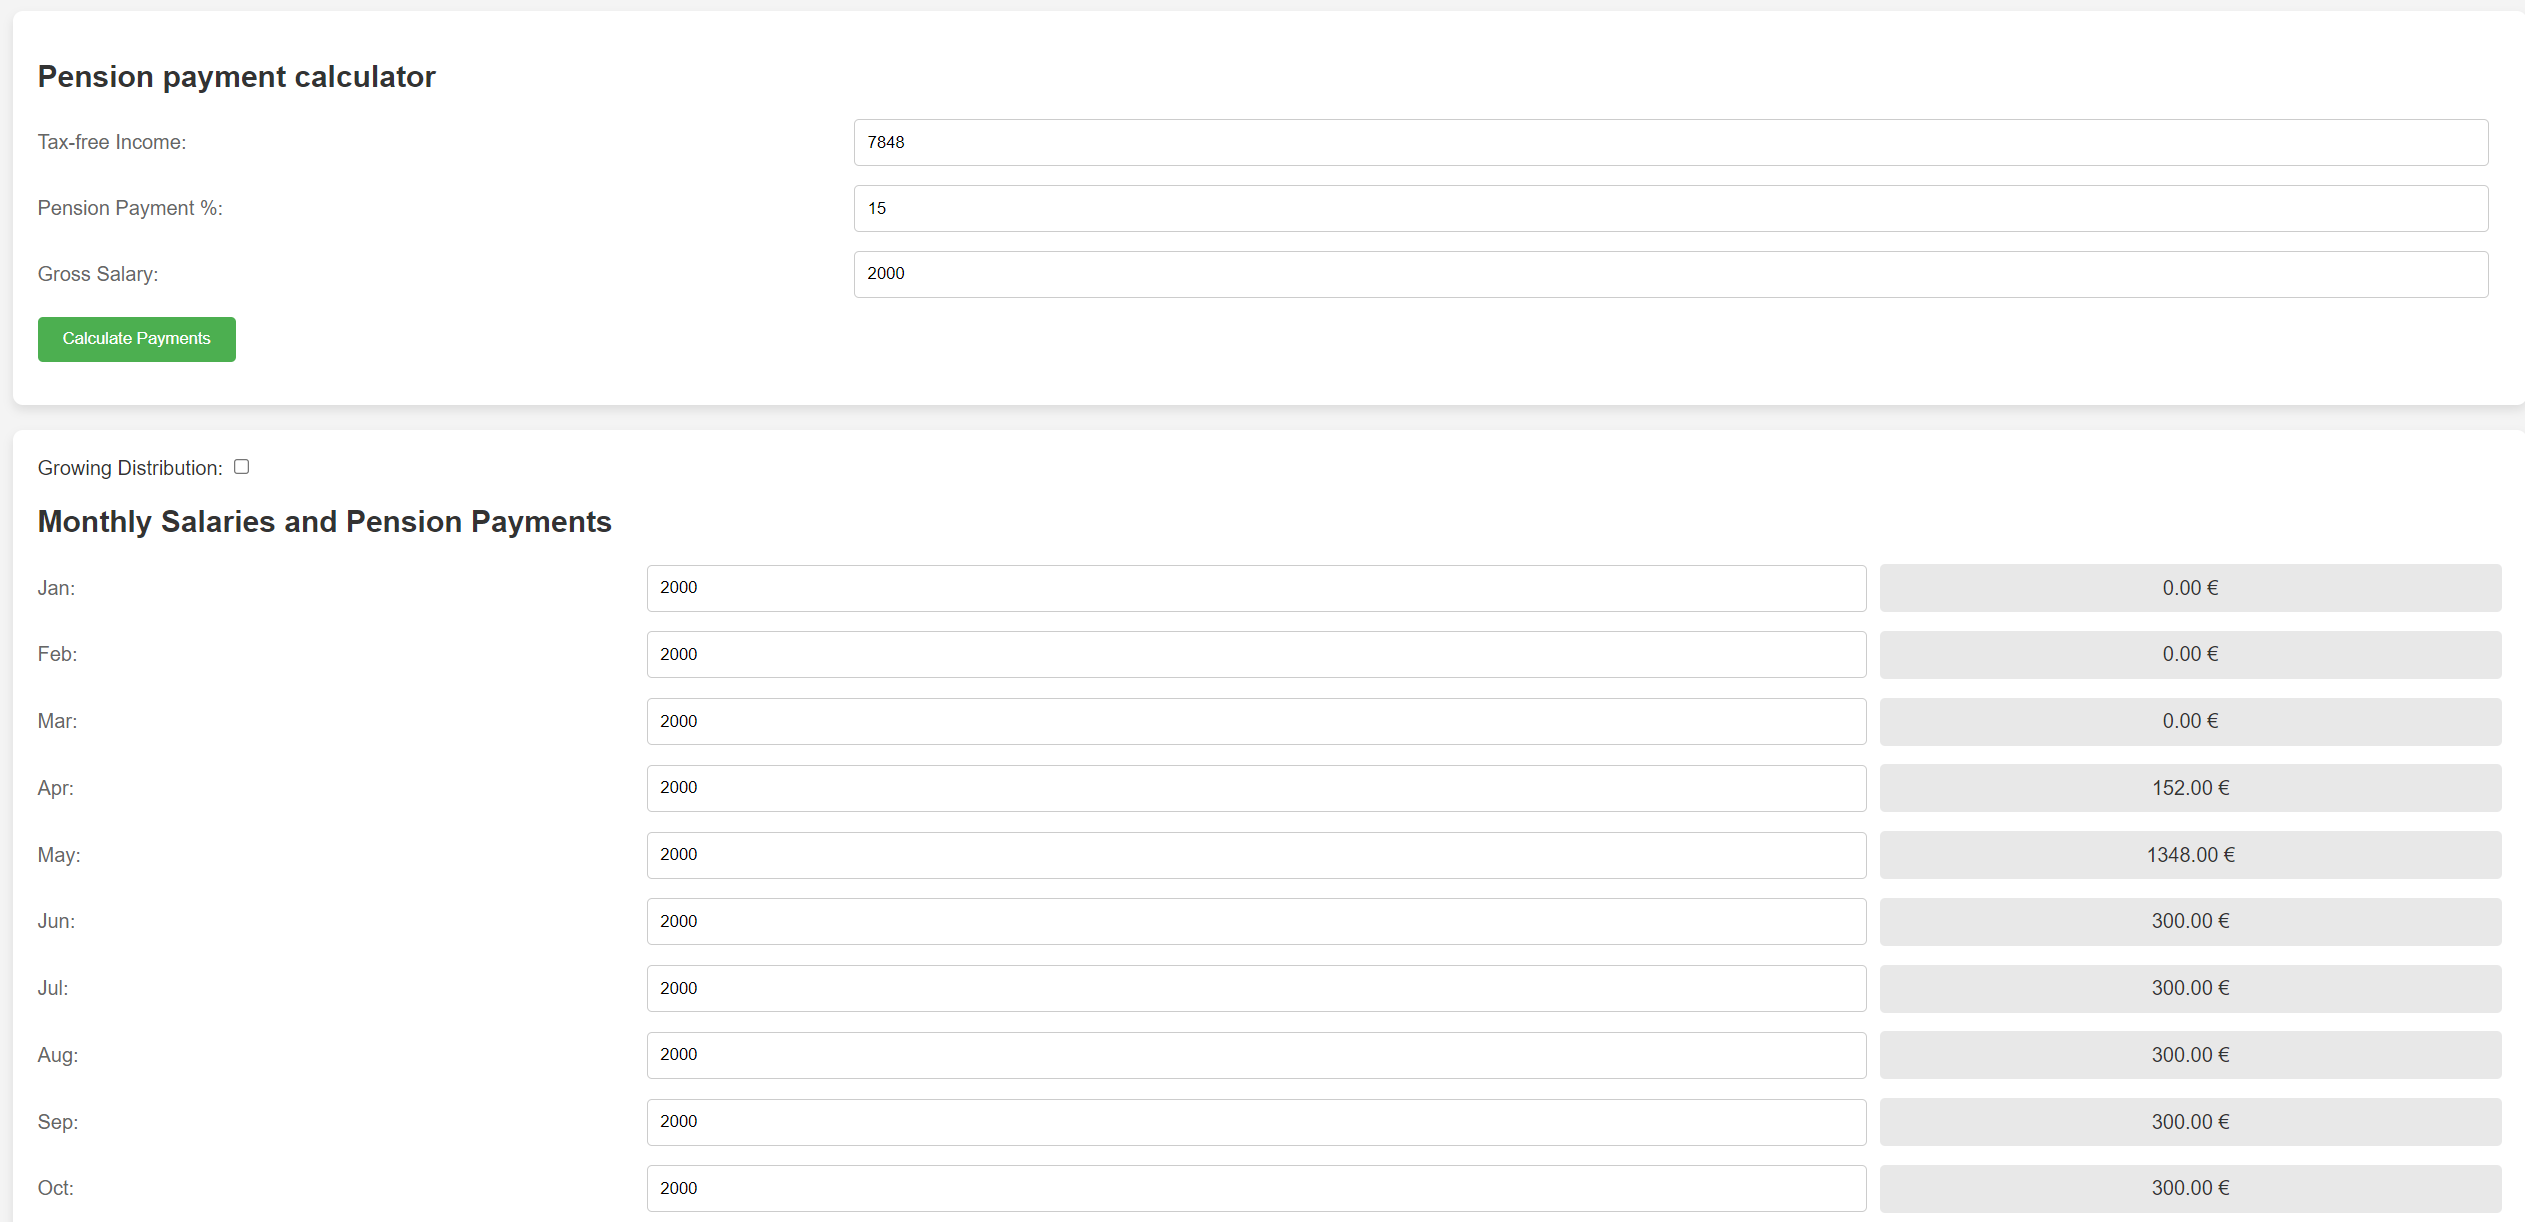 Pension payment calculator
Tax-free Income: 7848
Pension Payment %: 15
Gross Salary: 2000
Calculate Payments
Growing Distribution:
Monthly Salaries and Pension Payments
Jan: 2000 0.00 €
Feb: 2000 0.00 €
Mar: 2000 0.00 €
Apr: 2000 152.00 €
May: 2000 1348.00 €
Jun: 2000 300.00 €
Jul: 2000 300.00 €
Aug: 2000 300.00 €
Sep: 2000 300.00 €
Oct: 2000 300.00 €